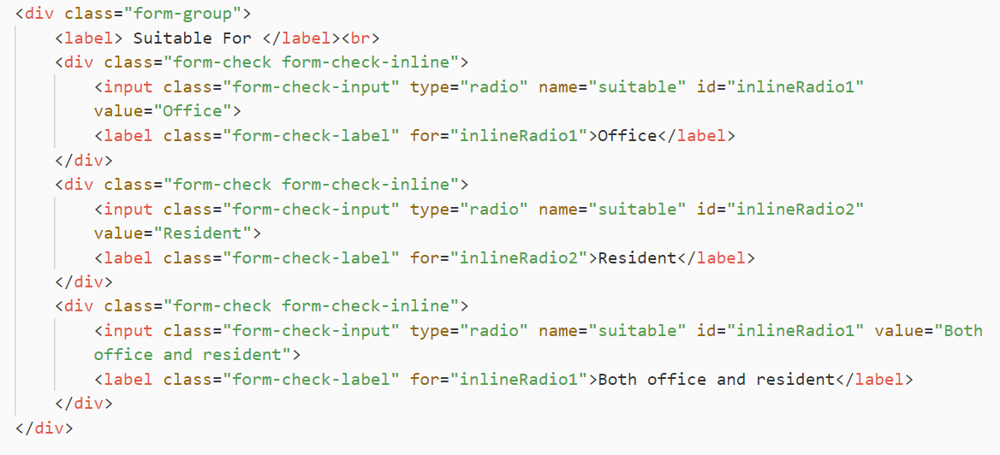 <div class="form-group">
    <label> Suitable For </label><br>
    <div class="form-check form-check-inline">
        <input class="form-check-input" type="radio" name="suitable" id="inlineRadio1"
        value="Office">
        <label class="form-check-label" for="inlineRadio1">Office</label>
    </div>
    <div class="form-check form-check-inline">
        <input class="form-check-input" type="radio" name="suitable" id="inlineRadio2"
        value="Resident">
        <label class="form-check-label" for="inlineRadio2">Resident</label>
    </div>
    <div class="form-check form-check-inline">
        <input class="form-check-input" type="radio" name="suitable" id="inlineRadio1" value="Both
        office and resident">
        <label class="form-check-label" for="inlineRadio1">Both office and resident</label>
    </div>
</div>